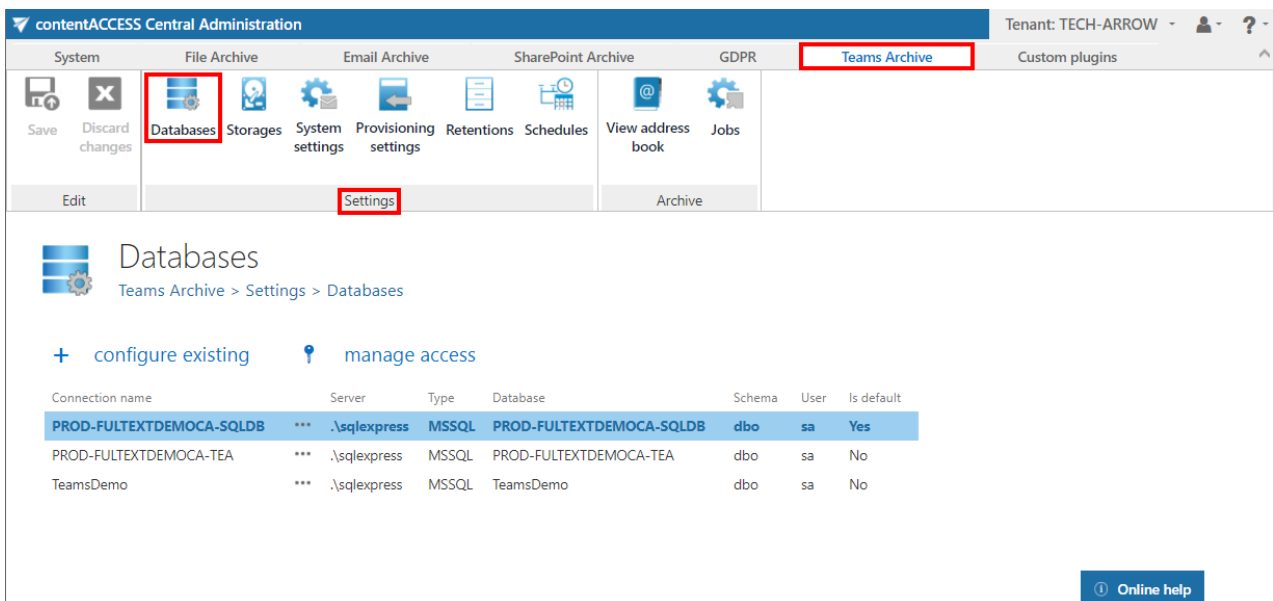 contentACCESS Central Administration
Tenant: TECH-ARROW
?
System File Archive Email Archive SharePoint Archive GDPR Teams Archive Custom plugins
Save Discard changes Databases Storages System settings Provisioning settings Retentions Schedules View address book Jobs
Edit Settings Archive
Databases
Teams Archive > Settings > Databases
+ configure existing manage access
Connection name Server Type Database Schema User Is default
PROD-FULTEXTDEMOCA-SQLDB ••• .\sqlexpress MSSQL PROD-FULTEXTDEMOCA-SQLDB dbo sa Yes
PROD-FULTEXTDEMOCA-TEA ••• .\sqlexpress MSSQL PROD-FULTEXTDEMOCA-TEA dbo sa No
TeamsDemo ••• .\sqlexpress MSSQL TeamsDemo dbo sa No
Online help